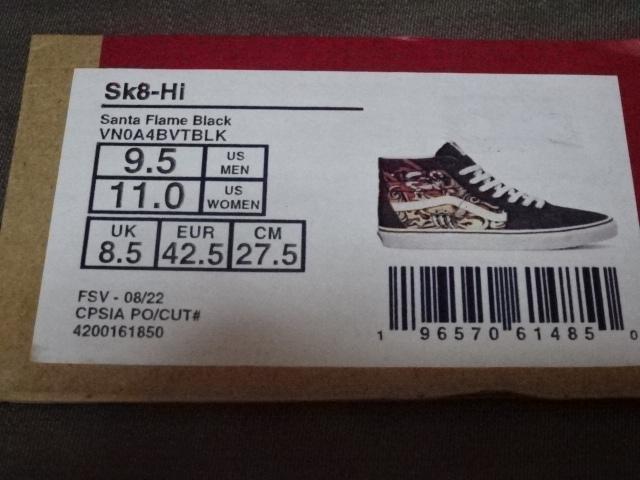 Sk8-Hi
Santa Flame Black
VN0A4BVTBLK
9.5 US MEN
11.0 US WOMEN
UK EUR CM
8.5 42.5 27.5
FSV - 08/22
CPSIA PO/CUT#
4200161850
1 96570 61485 0